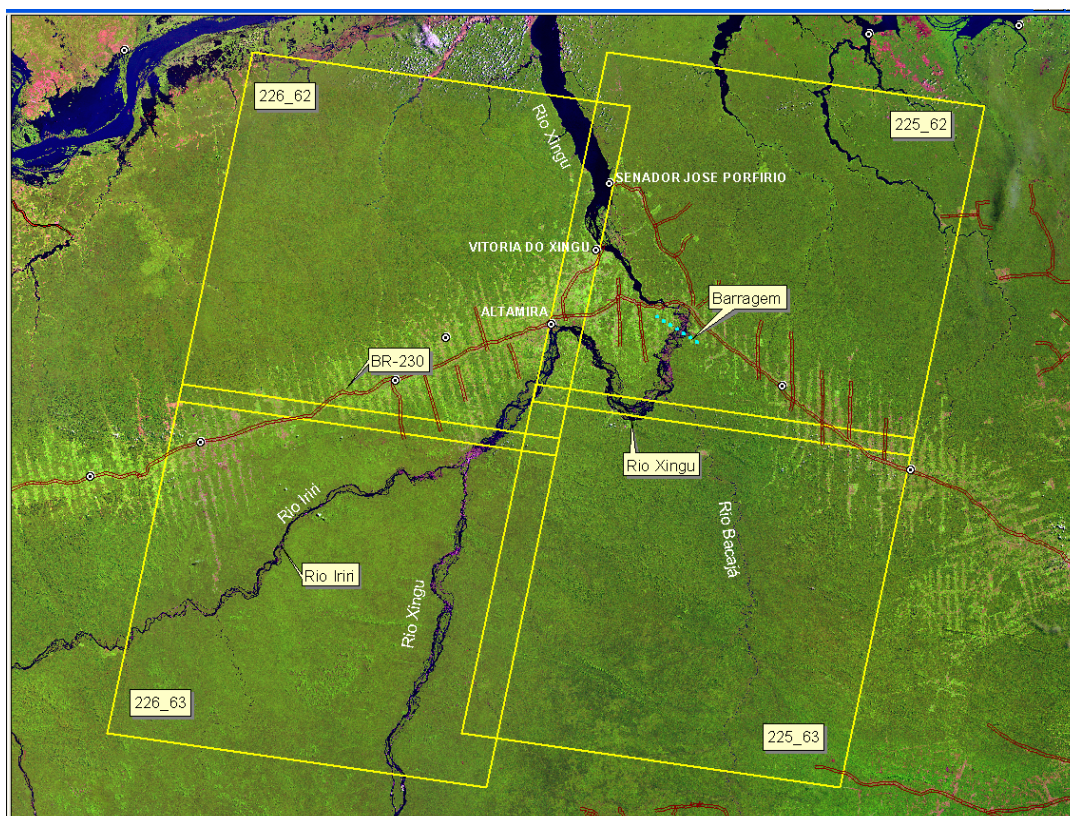 226_62
225_62
Rio Xingu
SENADOR JOSE PORFIRIO
VITORIA DO XINGU
Barragem
ALTAMIRA
BR-230
Rio Xingu
Rio Iriri
Rio Bacajá
Rio Iriri
Rio Xingu
226_63
225_63